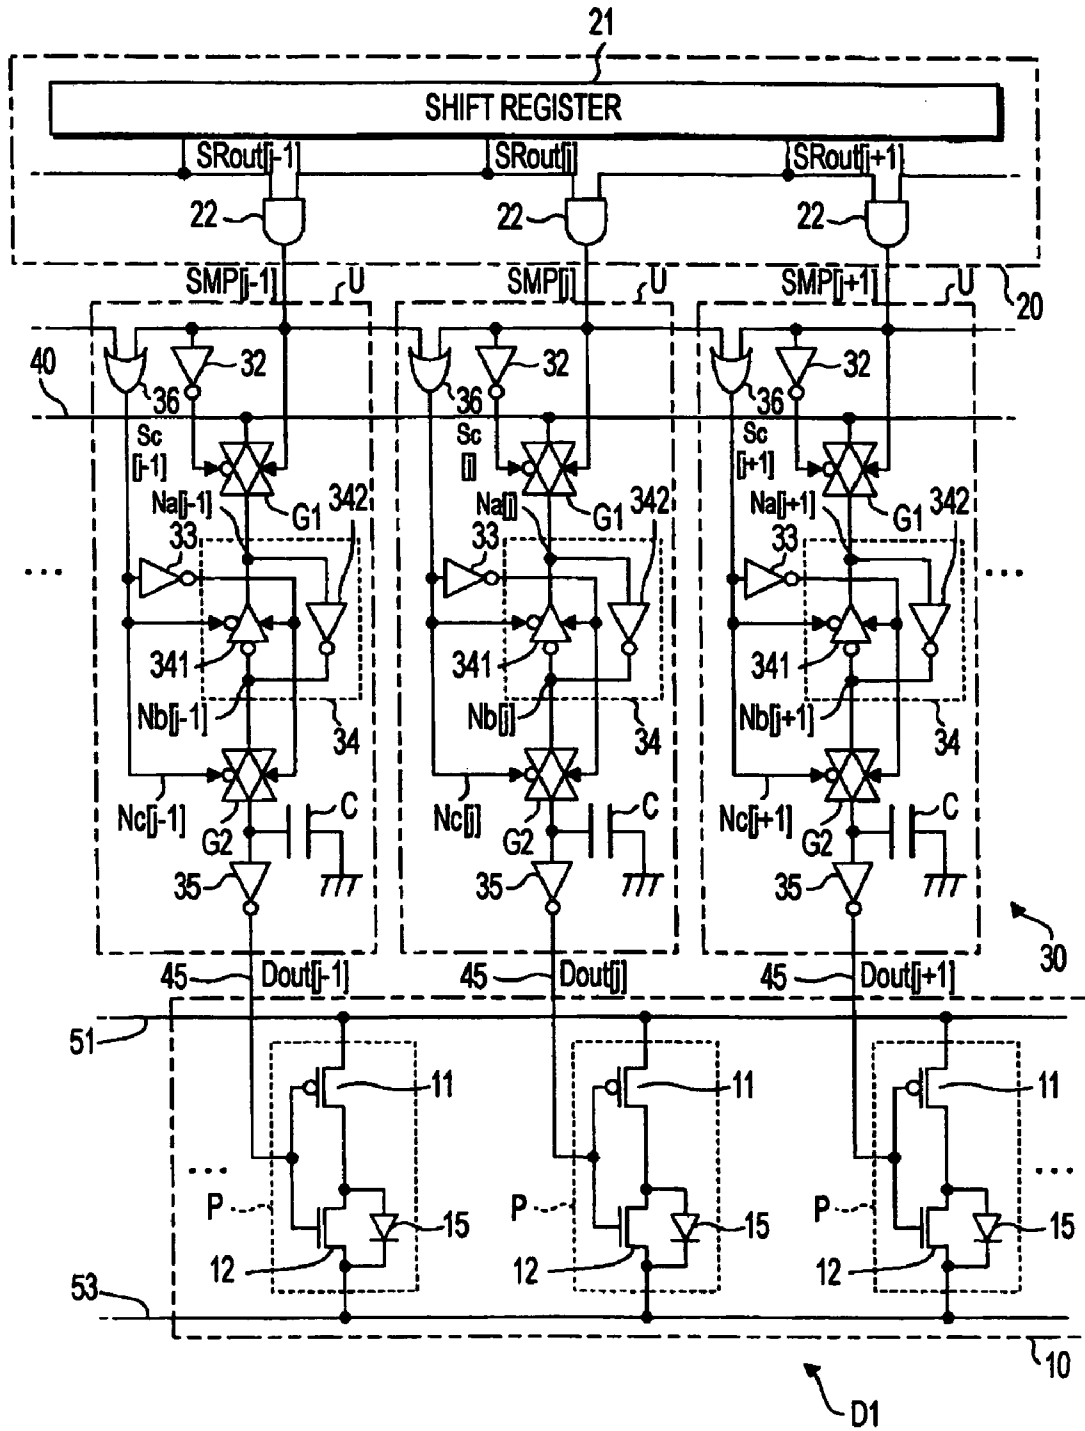 21
SHIFT REGISTER
SRout[j-1] SRout[j] SRout[j+1]
22 22 22
SMP[j-1] U SMP[j] U SMP[j+1] U 20
40 36 32 36 32 36 32
Sc [j-1] Sc [j] Sc [j+1]
Na[j-1] G1 342 Na[j] G1 342 Na[j+1] G1 342
33 33 33
... ...
341 341 341
Nb[j-1] 34 Nb[j] 34 Nb[j+1] 34
Nc[j-1] G2 C Nc[j] G2 C Nc[j+1] G2 C
35 35 35
30
45 Dout[j-1] 45 Dout[j] 45 Dout[j+1]
51
11 11 11
... ...
P 15 P 15 P 15
12 12 12
53
10
D1